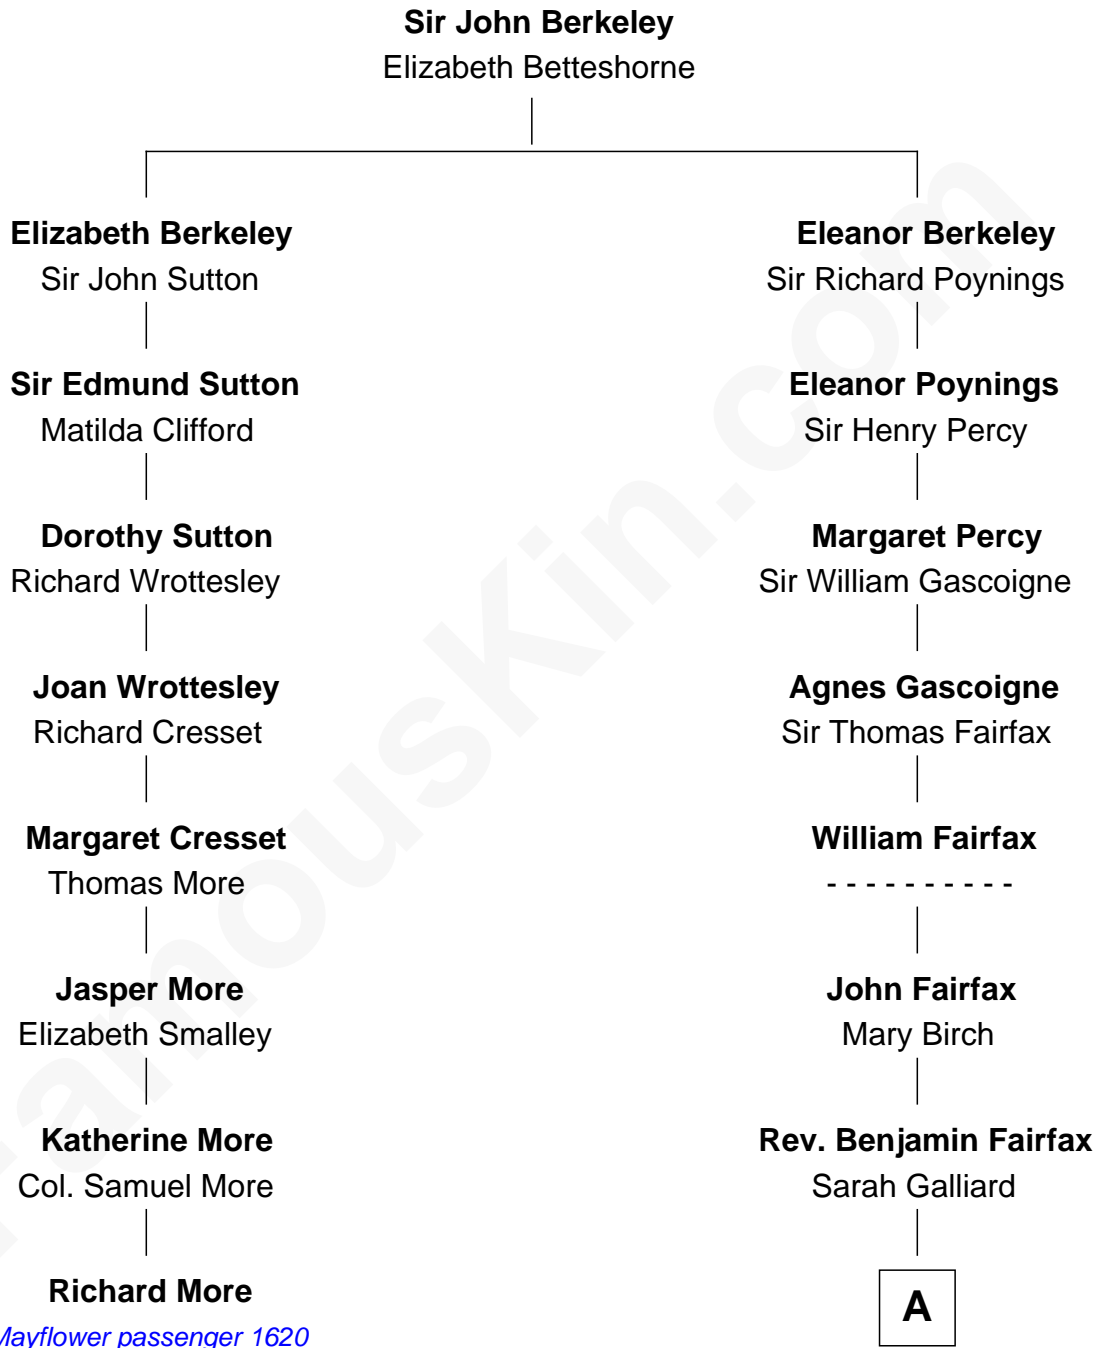 Sir John Berkeley
Elizabeth Betteshorne
Elizabeth Berkeley
Sir John Sutton
Eleanor Berkeley
Sir Richard Poynings
Sir Edmund Sutton
Matilda Clifford
Eleanor Poynings
Sir Henry Percy
Dorothy Sutton
Richard Wrottesley
Margaret Percy
Sir William Gascoigne
Joan Wrottesley
Richard Cresset
Agnes Gascoigne
Sir Thomas Fairfax
Margaret Cresset
Thomas More
William Fairfax
- - - - - - - - - -
Jasper More
Elizabeth Smalley
John Fairfax
Mary Birch
Katherine More
Col. Samuel More
Rev. Benjamin Fairfax
Sarah Galliard
Richard More
Mayflower passenger 1620
A
FamousKin.com